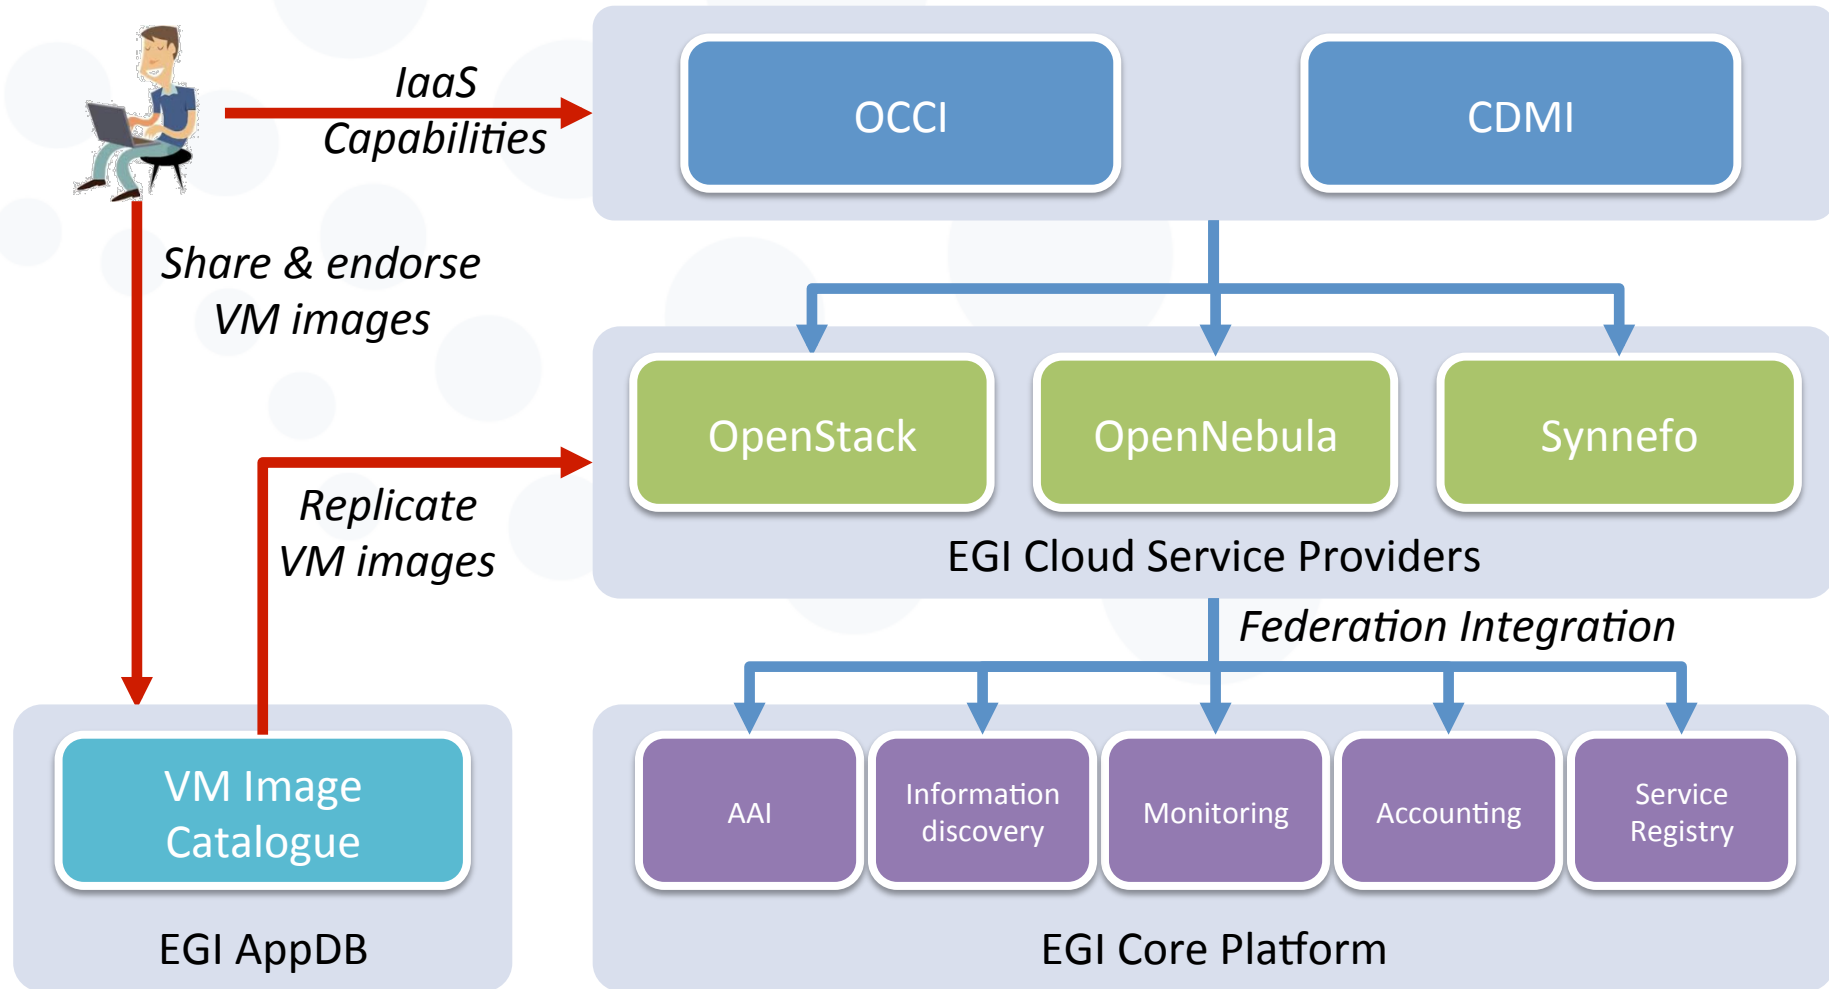 IaaS
Capabilities
OCCI
CDMI
Share & endorse
VM images
OpenStack
OpenNebula
Synnefo
EGI Cloud Service Providers
Replicate
VM images
Federation Integration
VM Image
Catalogue
EGI AppDB
AAI
Information
discovery
Monitoring
Accounting
Service
Registry
EGI Core Platform